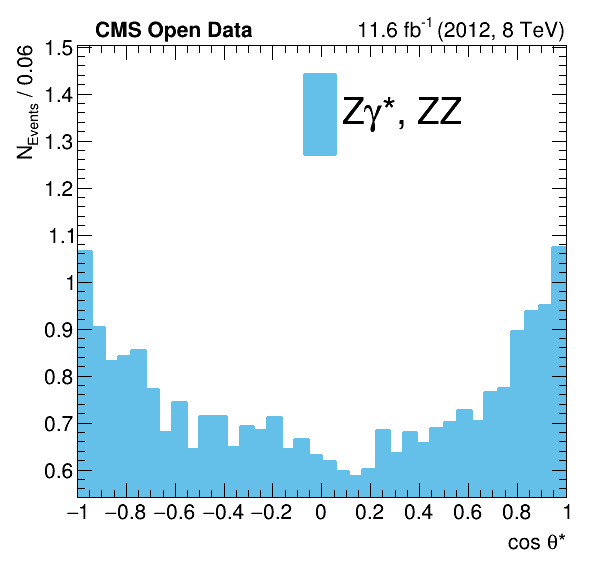 CMS Open Data 11.6 fb⁻¹ (2012, 8 TeV)
N_Events / 0.06
Zγ*, ZZ
1.5
1.4
1.3
1.2
1.1
1
0.9
0.8
0.7
0.6
−1 −0.8 −0.6 −0.4 −0.2 0 0.2 0.4 0.6 0.8 1
cos θ*